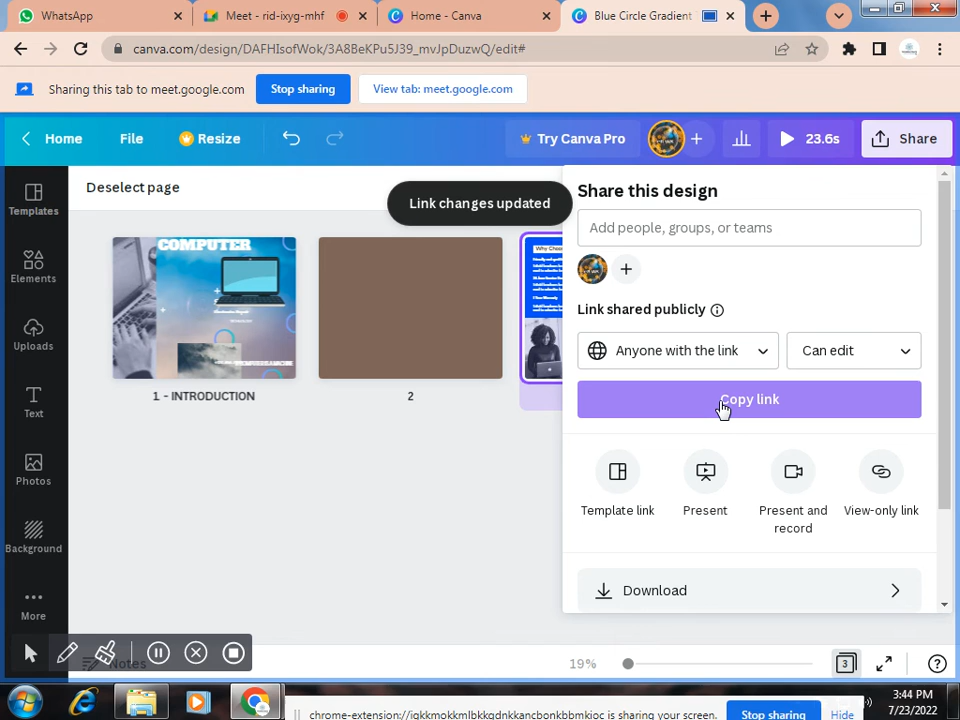 WhatsApp
Meet - rid-ixyg-mhf
Home - Canva
Blue Circle Gradient
canva.com/design/DAFHIsofWok/3A8BeKPu5J39_mvJpDuzwQ/edit#
Sharing this tab to meet.google.com
Stop sharing
View tab: meet.google.com
Home
File
Resize
Try Canva Pro
23.6s
Share
Templates
Elements
Uploads
Text
Photos
Background
More
Deselect page
Link changes updated
COMPUTER
1 - INTRODUCTION
2
Why Choo
Share this design
Add people, groups, or teams
Link shared publicly
Anyone with the link
Can edit
Copy link
Template link
Present
Present and
record
View-only link
Download
Notes
19%
3
3:44 PM
7/23/2022
chrome-extension://jgkkmokkmlbkkgdnkkancbonkbbmkioc is sharing your screen.
Stop sharing
Hide